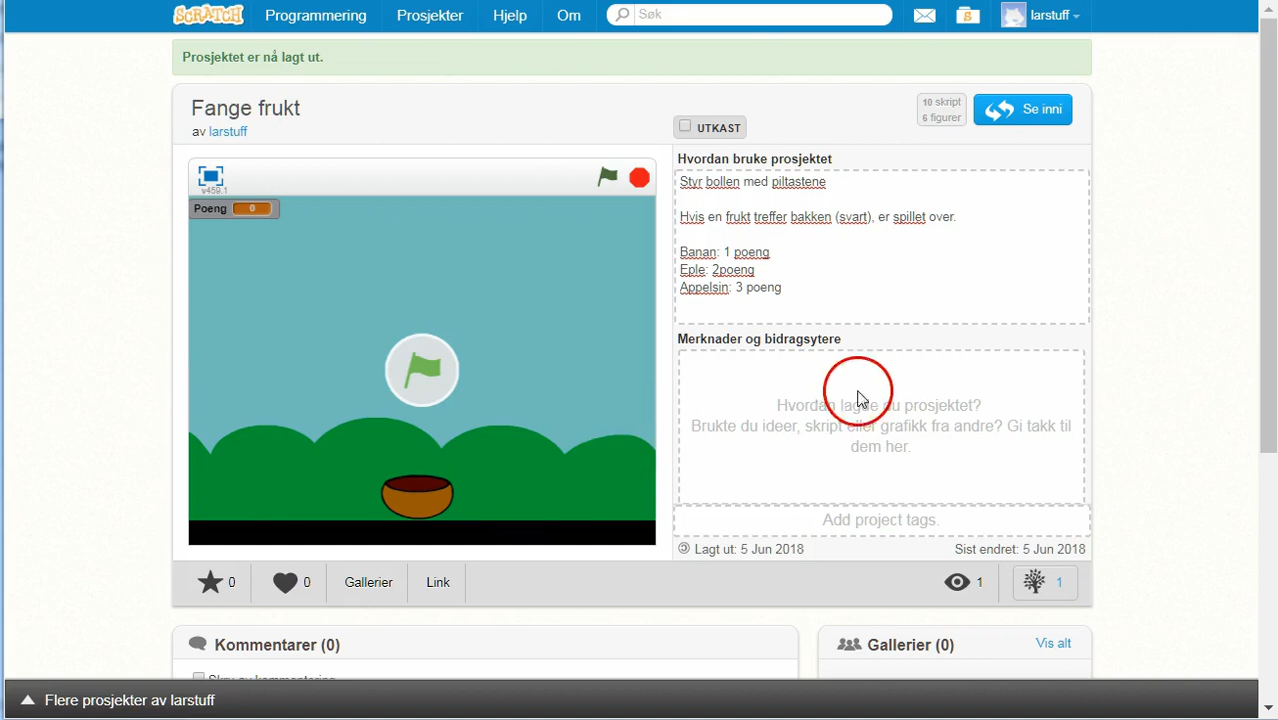 SCRATCH Programmering Prosjekter Hjelp Om Søk larstuff
Prosjektet er nå lagt ut.
Fange frukt
av larstuff
10 skript
6 figurer
Se inni
UTKAST
v459.1
Poeng 0
Hvordan bruke prosjektet
Styr bollen med piltastene
Hvis en frukt treffer bakken (svart), er spillet over.
Banan: 1 poeng
Eple: 2poeng
Appelsin: 3 poeng
Merknader og bidragsytere
Hvordan lagde du prosjektet?
Brukte du ideer, skript eller grafikk fra andre? Gi takk til
dem her.
Add project tags.
Lagt ut: 5 Jun 2018 Sist endret: 5 Jun 2018
0 0 Gallerier Link 1 1
Kommentarer (0)
Gallerier (0) Vis alt
Skru av kommentering
Flere prosjekter av larstuff